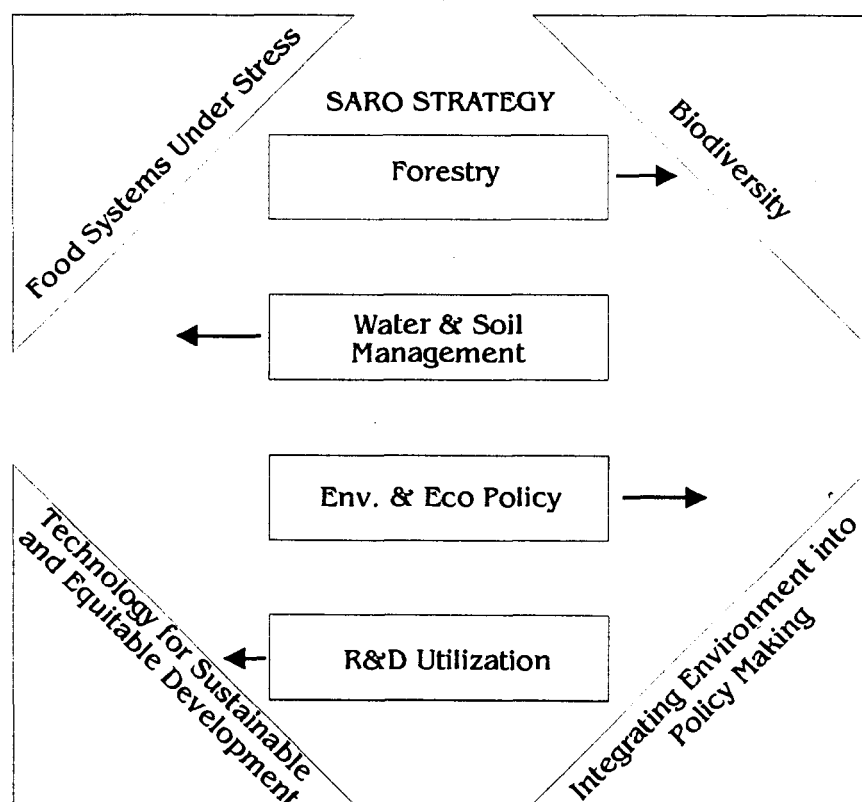 Food Systems Under Stress
SARO STRATEGY
Biodiversity
Forestry
Water & Soil
Management
Env. & Eco Policy
R&D Utilization
Technology for Sustainable
and Equitable Development
Integrating Environment into
Policy Making